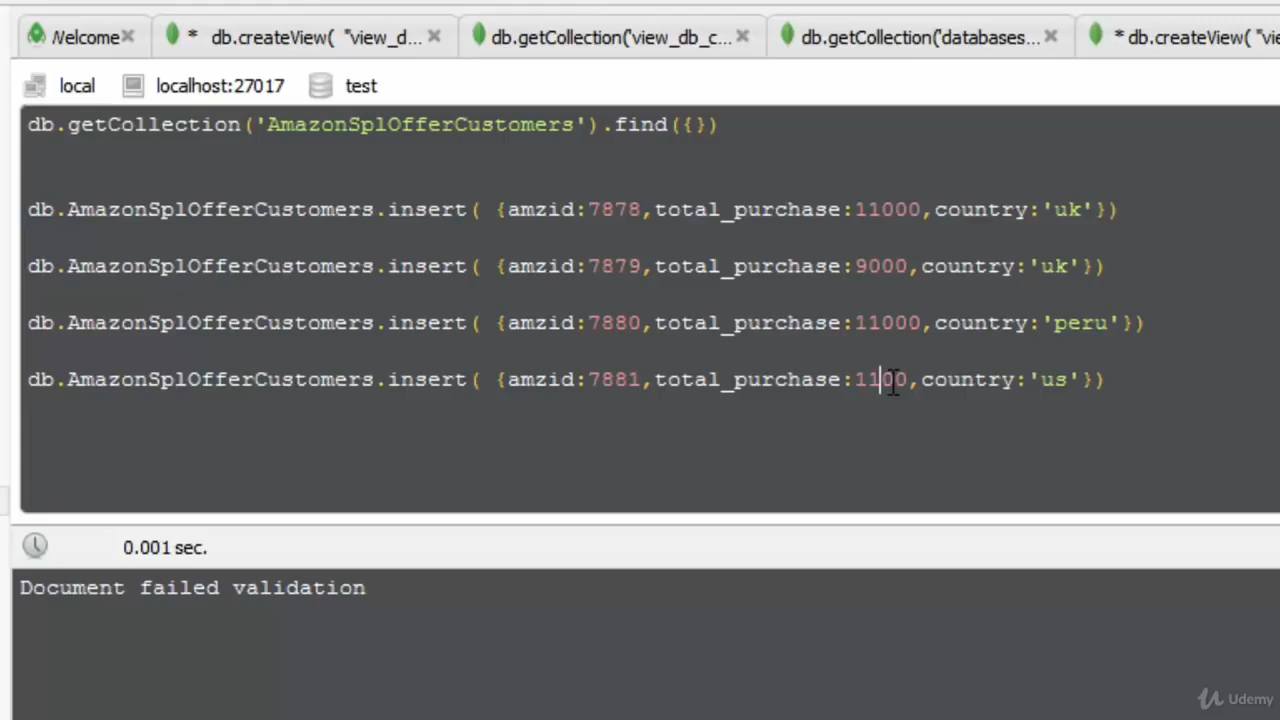 Welcome
* db.createView( "view_d...
db.getCollection('view_db_c...
db.getCollection('databases...
* db.createView( "vie
local localhost:27017 test
db.getCollection('AmazonSplOfferCustomers').find({})
db.AmazonSplOfferCustomers.insert( {amzid:7878,total_purchase:11000,country:'uk'})
db.AmazonSplOfferCustomers.insert( {amzid:7879,total_purchase:9000,country:'uk'})
db.AmazonSplOfferCustomers.insert( {amzid:7880,total_purchase:11000,country:'peru'})
db.AmazonSplOfferCustomers.insert( {amzid:7881,total_purchase:1100,country:'us'})
0.001 sec.
Document failed validation
Udemy